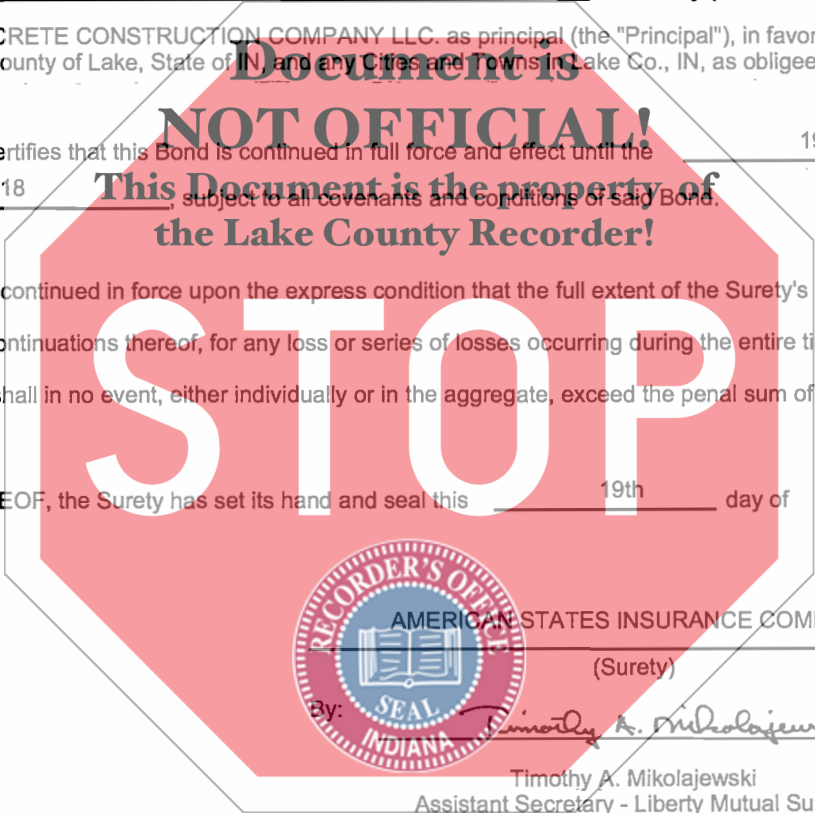 CRETE CONSTRUCTION COMPANY LLC. as principal (the "Principal"), in favor
ounty of Lake, State of IN, and any Cities and Towns in Lake Co., IN, as obligee
Document is
NOT OFFICIAL!
ertifies that this Bond is continued in full force and effect until the 19
18, subject to all covenants and conditions of said Bond.
This Document is the property of
the Lake County Recorder!
continued in force upon the express condition that the full extent of the Surety's
ontinuations thereof, for any loss or series of losses occurring during the entire ti
hall in no event, either individually or in the aggregate, exceed the penal sum of
STOP
EOF, the Surety has set its hand and seal this 19th day of
RECORDER'S OFFICE
SEAL
INDIANA
AMERICAN STATES INSURANCE COM
(Surety)
By: Timothy A. Mikolajew
Timothy A. Mikolajewski
Assistant Secretary - Liberty Mutual Su